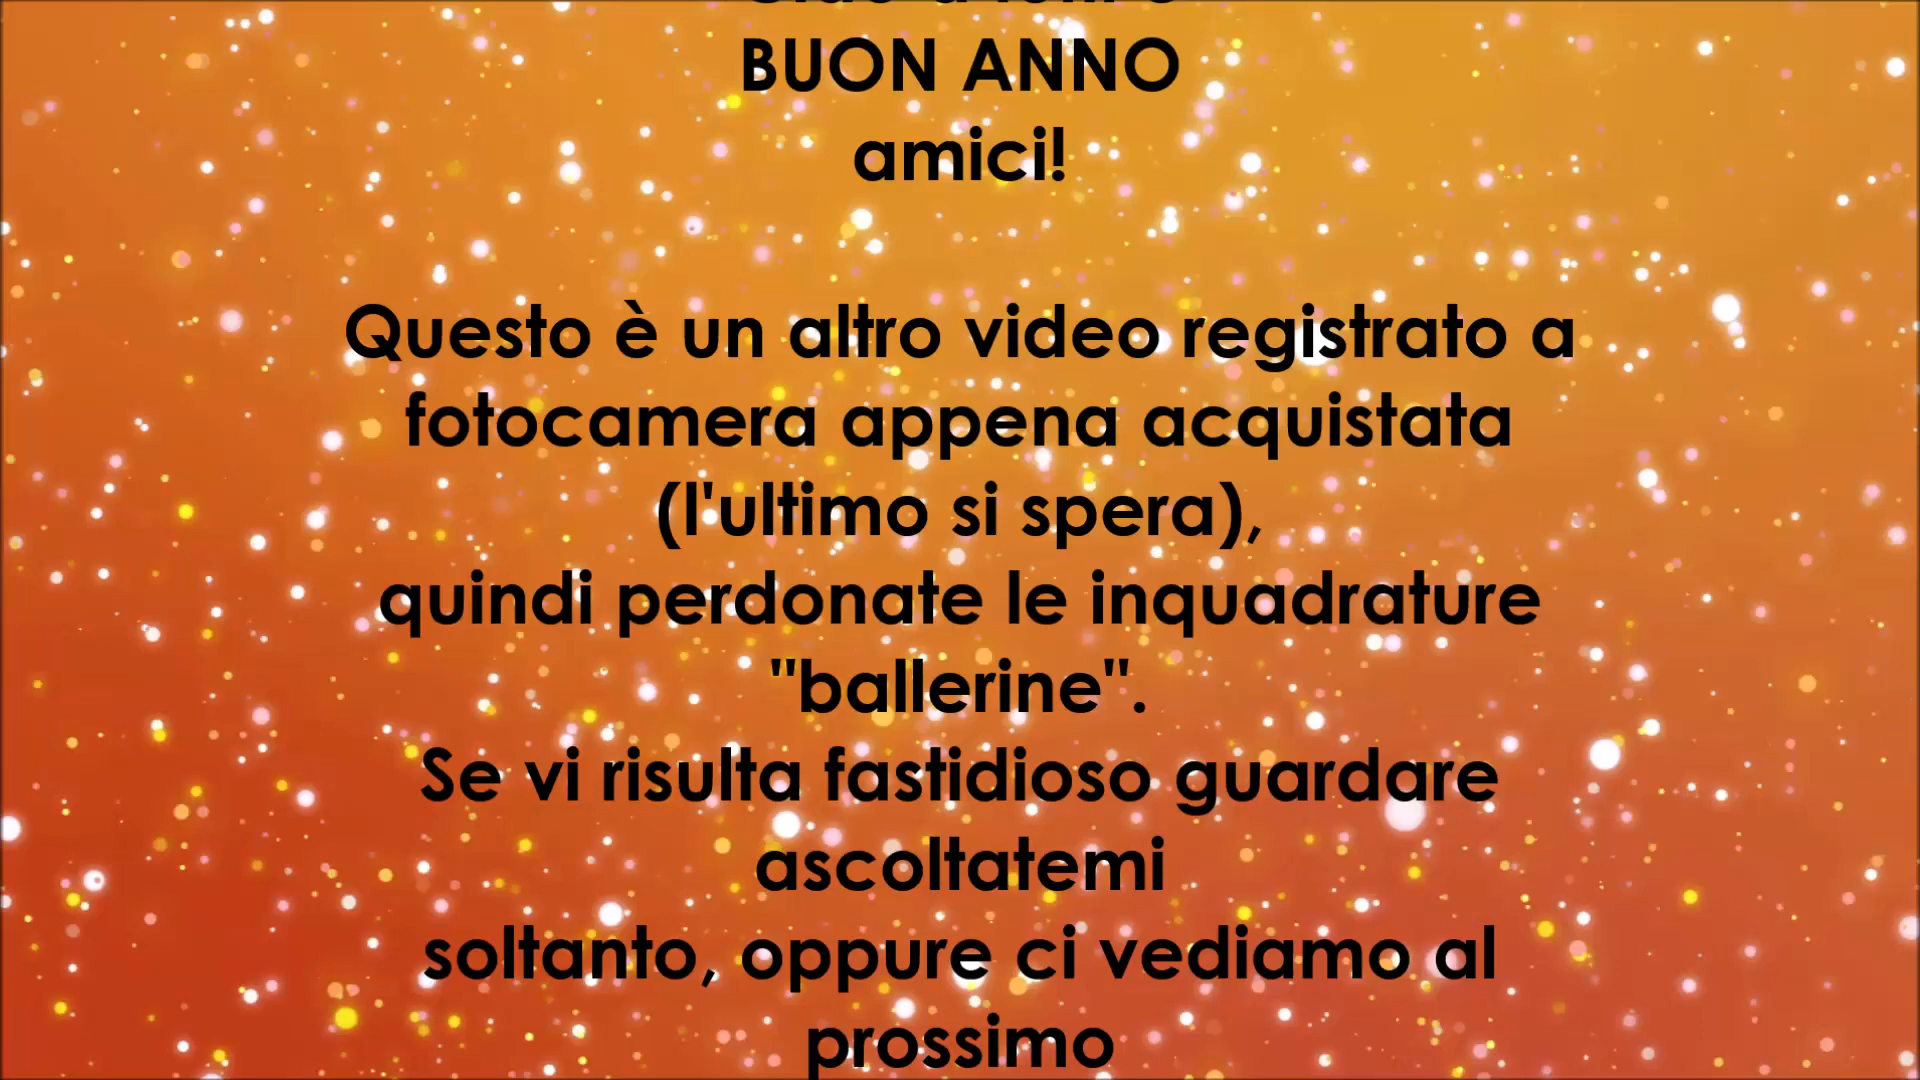 BUON ANNO
amici!
Questo è un altro video registrato a
fotocamera appena acquistata
(l'ultimo si spera),
quindi perdonate le inquadrature
"ballerine".
Se vi risulta fastidioso guardare
ascoltatemi
soltanto, oppure ci vediamo al
prossimo